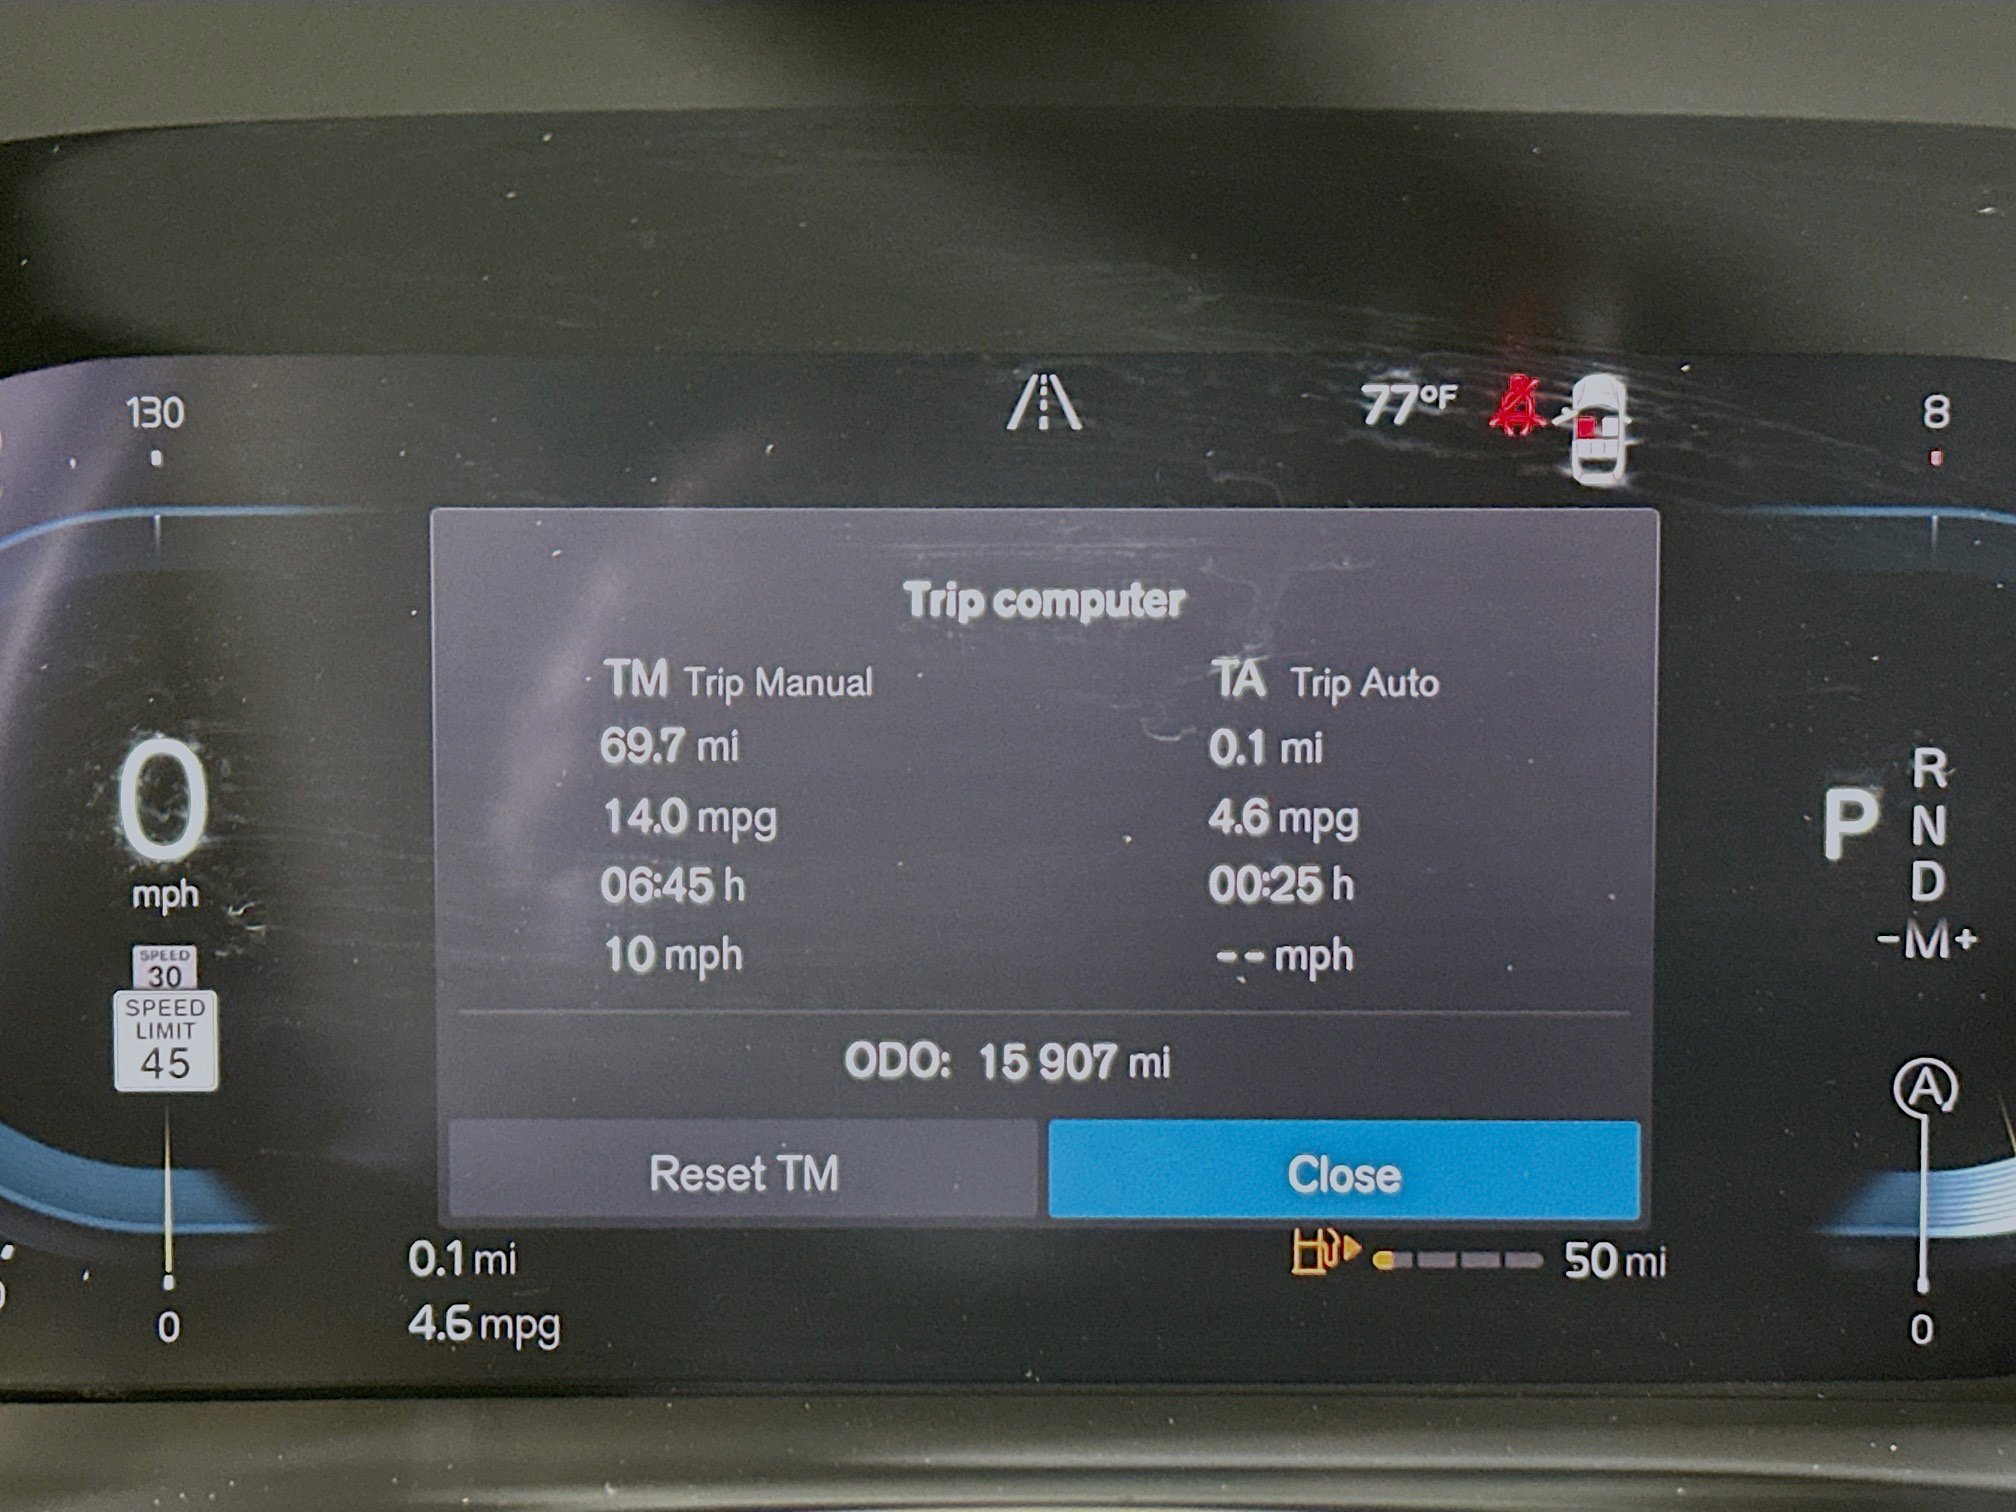 130
77°F
8
Trip computer
TM Trip Manual
TA Trip Auto
69.7 mi
0.1 mi
14.0 mpg
4.6 mpg
06:45 h
00:25 h
10 mph
-- mph
ODO: 15 907 mi
Reset TM
Close
0
mph
SPEED
30
SPEED
LIMIT
45
0
0.1 mi
4.6 mpg
50 mi
P
R
N
D
-M+
A
0